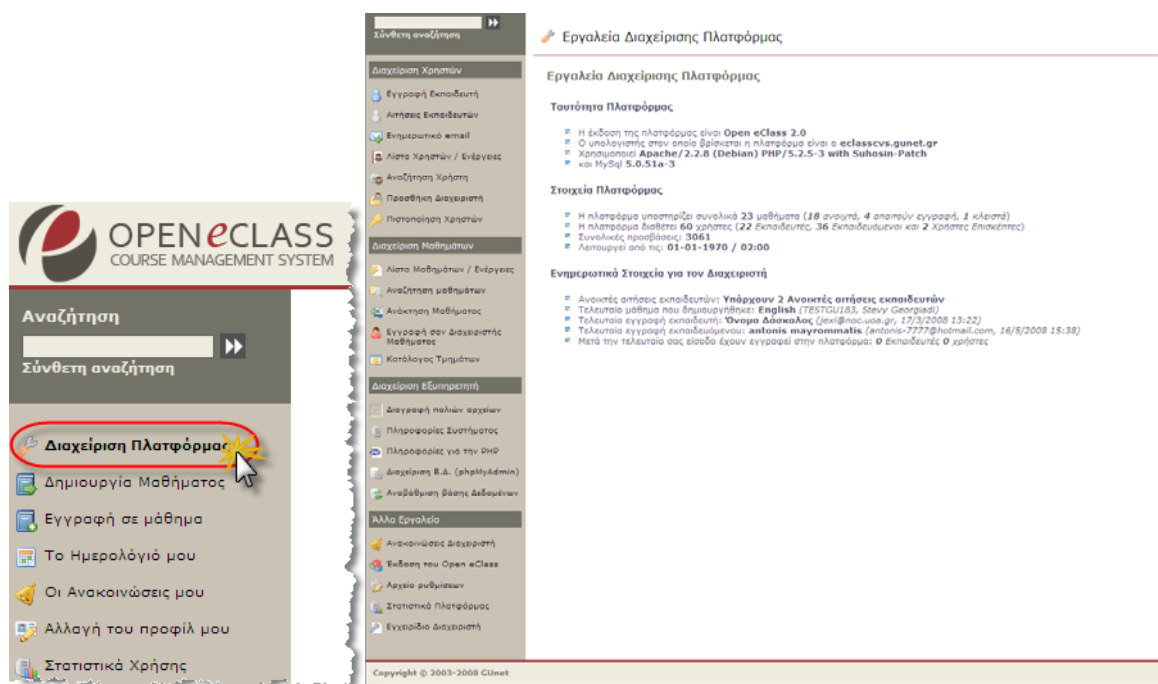 OPEN eCLASS
COURSE MANAGEMENT SYSTEM
Αναζήτηση
Σύνθετη αναζήτηση
Διαχείριση Πλατφόρμας
Δημιουργία Μαθήματος
Εγγραφή σε μάθημα
Το Ημερολόγιό μου
Οι Ανακοινώσεις μου
Αλλαγή του προφίλ μου
Στατιστικά Χρήσης
Σύνθετη αναζήτηση
Διαχείριση Χρηστών
Εγγραφή Εκπαιδευτή
Αιτήσεις Εκπαιδευτών
Ενημερωτικό email
Λίστα Χρηστών / Ενέργειες
Αναζήτηση Χρήστη
Προσθήκη Διαχειριστή
Πιστοποίηση Χρηστών
Διαχείριση Μαθημάτων
Λίστα Μαθημάτων / Ενέργειες
Αναζήτηση μαθημάτων
Ανάκτηση Μαθήματος
Εγγραφή σαν Διαχειριστής
Μαθήματος
Κατάλογος Τμημάτων
Διαχείριση Εξυπηρετητή
Διαγραφή παλιών αρχείων
Πληροφορίες Συστήματος
Πληροφορίες για την PHP
Διαχείριση Β.Δ. (phpMyAdmin)
Αναβάθμιση βάσης Δεδομένων
Άλλα Εργαλεία
Ανακοινώσεις Διαχειριστή
Έκδοση του Open eClass
Αρχείο ρυθμίσεων
Στατιστικά Πλατφόρμας
Εγχειρίδιο Διαχειριστή
Εργαλεία Διαχείρισης Πλατφόρμας
Εργαλεία Διαχείρισης Πλατφόρμας
Ταυτότητα Πλατφόρμας
Η έκδοση της πλατφόρμας είναι Open eClass 2.0
Ο υπολογιστής στον οποίο βρίσκεται η πλατφόρμα είναι ο eclasscvs.gunet.gr
Χρησιμοποιεί Apache/2.2.8 (Debian) PHP/5.2.5-3 with Suhosin-Patch
και MySql 5.0.51a-3
Στοιχεία Πλατφόρμας
Η πλατφόρμα υποστηρίζει συνολικά 23 μαθήματα (18 ανοιχτά, 4 απαιτούν εγγραφή, 1 κλειστά)
Η πλατφόρμα διαθέτει 60 χρήστες (22 Εκπαιδευτές, 36 Εκπαιδευόμενοι και 2 Χρήστες Επισκέπτες)
Συνολικές προσβάσεις: 3061
Λειτουργεί από τις: 01-01-1970 / 02:00
Ενημερωτικά Στοιχεία για τον Διαχειριστή
Ανοικτές αιτήσεις εκπαιδευτών: Υπάρχουν 2 Ανοικτές αιτήσεις εκπαιδευτών
Τελευταίο μάθημα που δημιουργήθηκε: English (TESTGU183, Stevy Georgiadi)
Τελευταία εγγραφή εκπαιδευτή: Όνομα Δάσκαλος (jexi@noc.uoa.gr, 17/3/2008 13:22)
Τελευταία εγγραφή εκπαιδευόμενου: antonis mayrommatis (antonis-7777@hotmail.com, 16/5/2008 15:38)
Μετά την τελευταία σας είσοδο έχουν εγγραφεί στην πλατφόρμα: 0 Εκπαιδευτές 0 χρήστες
Copyright © 2003-2008 GUnet